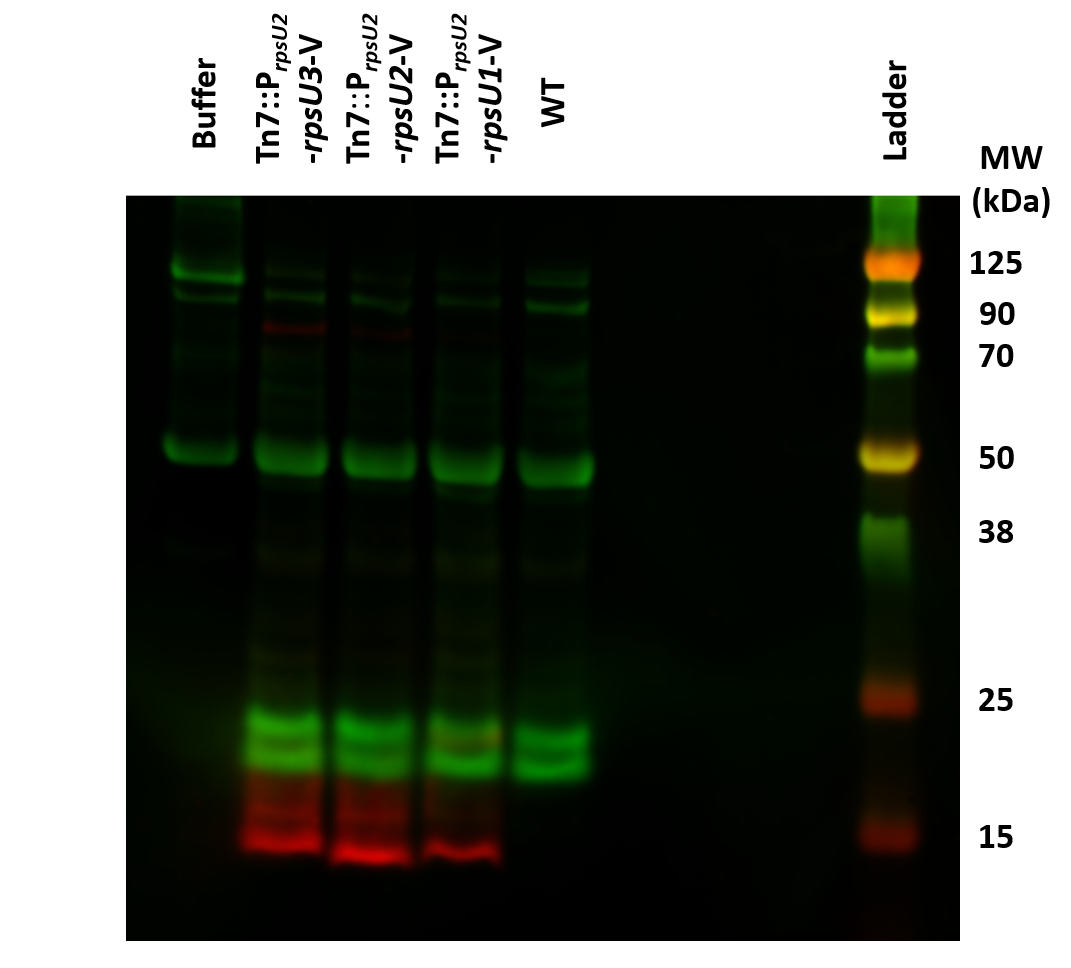 Buffer
Tn7::PrpsU2
-rpsU3-V
Tn7::PrpsU2
-rpsU2-V
Tn7::PrpsU2
-rpsU1-V
WT
Ladder
MW
(kDa)
125
90
70
50
38
25
15